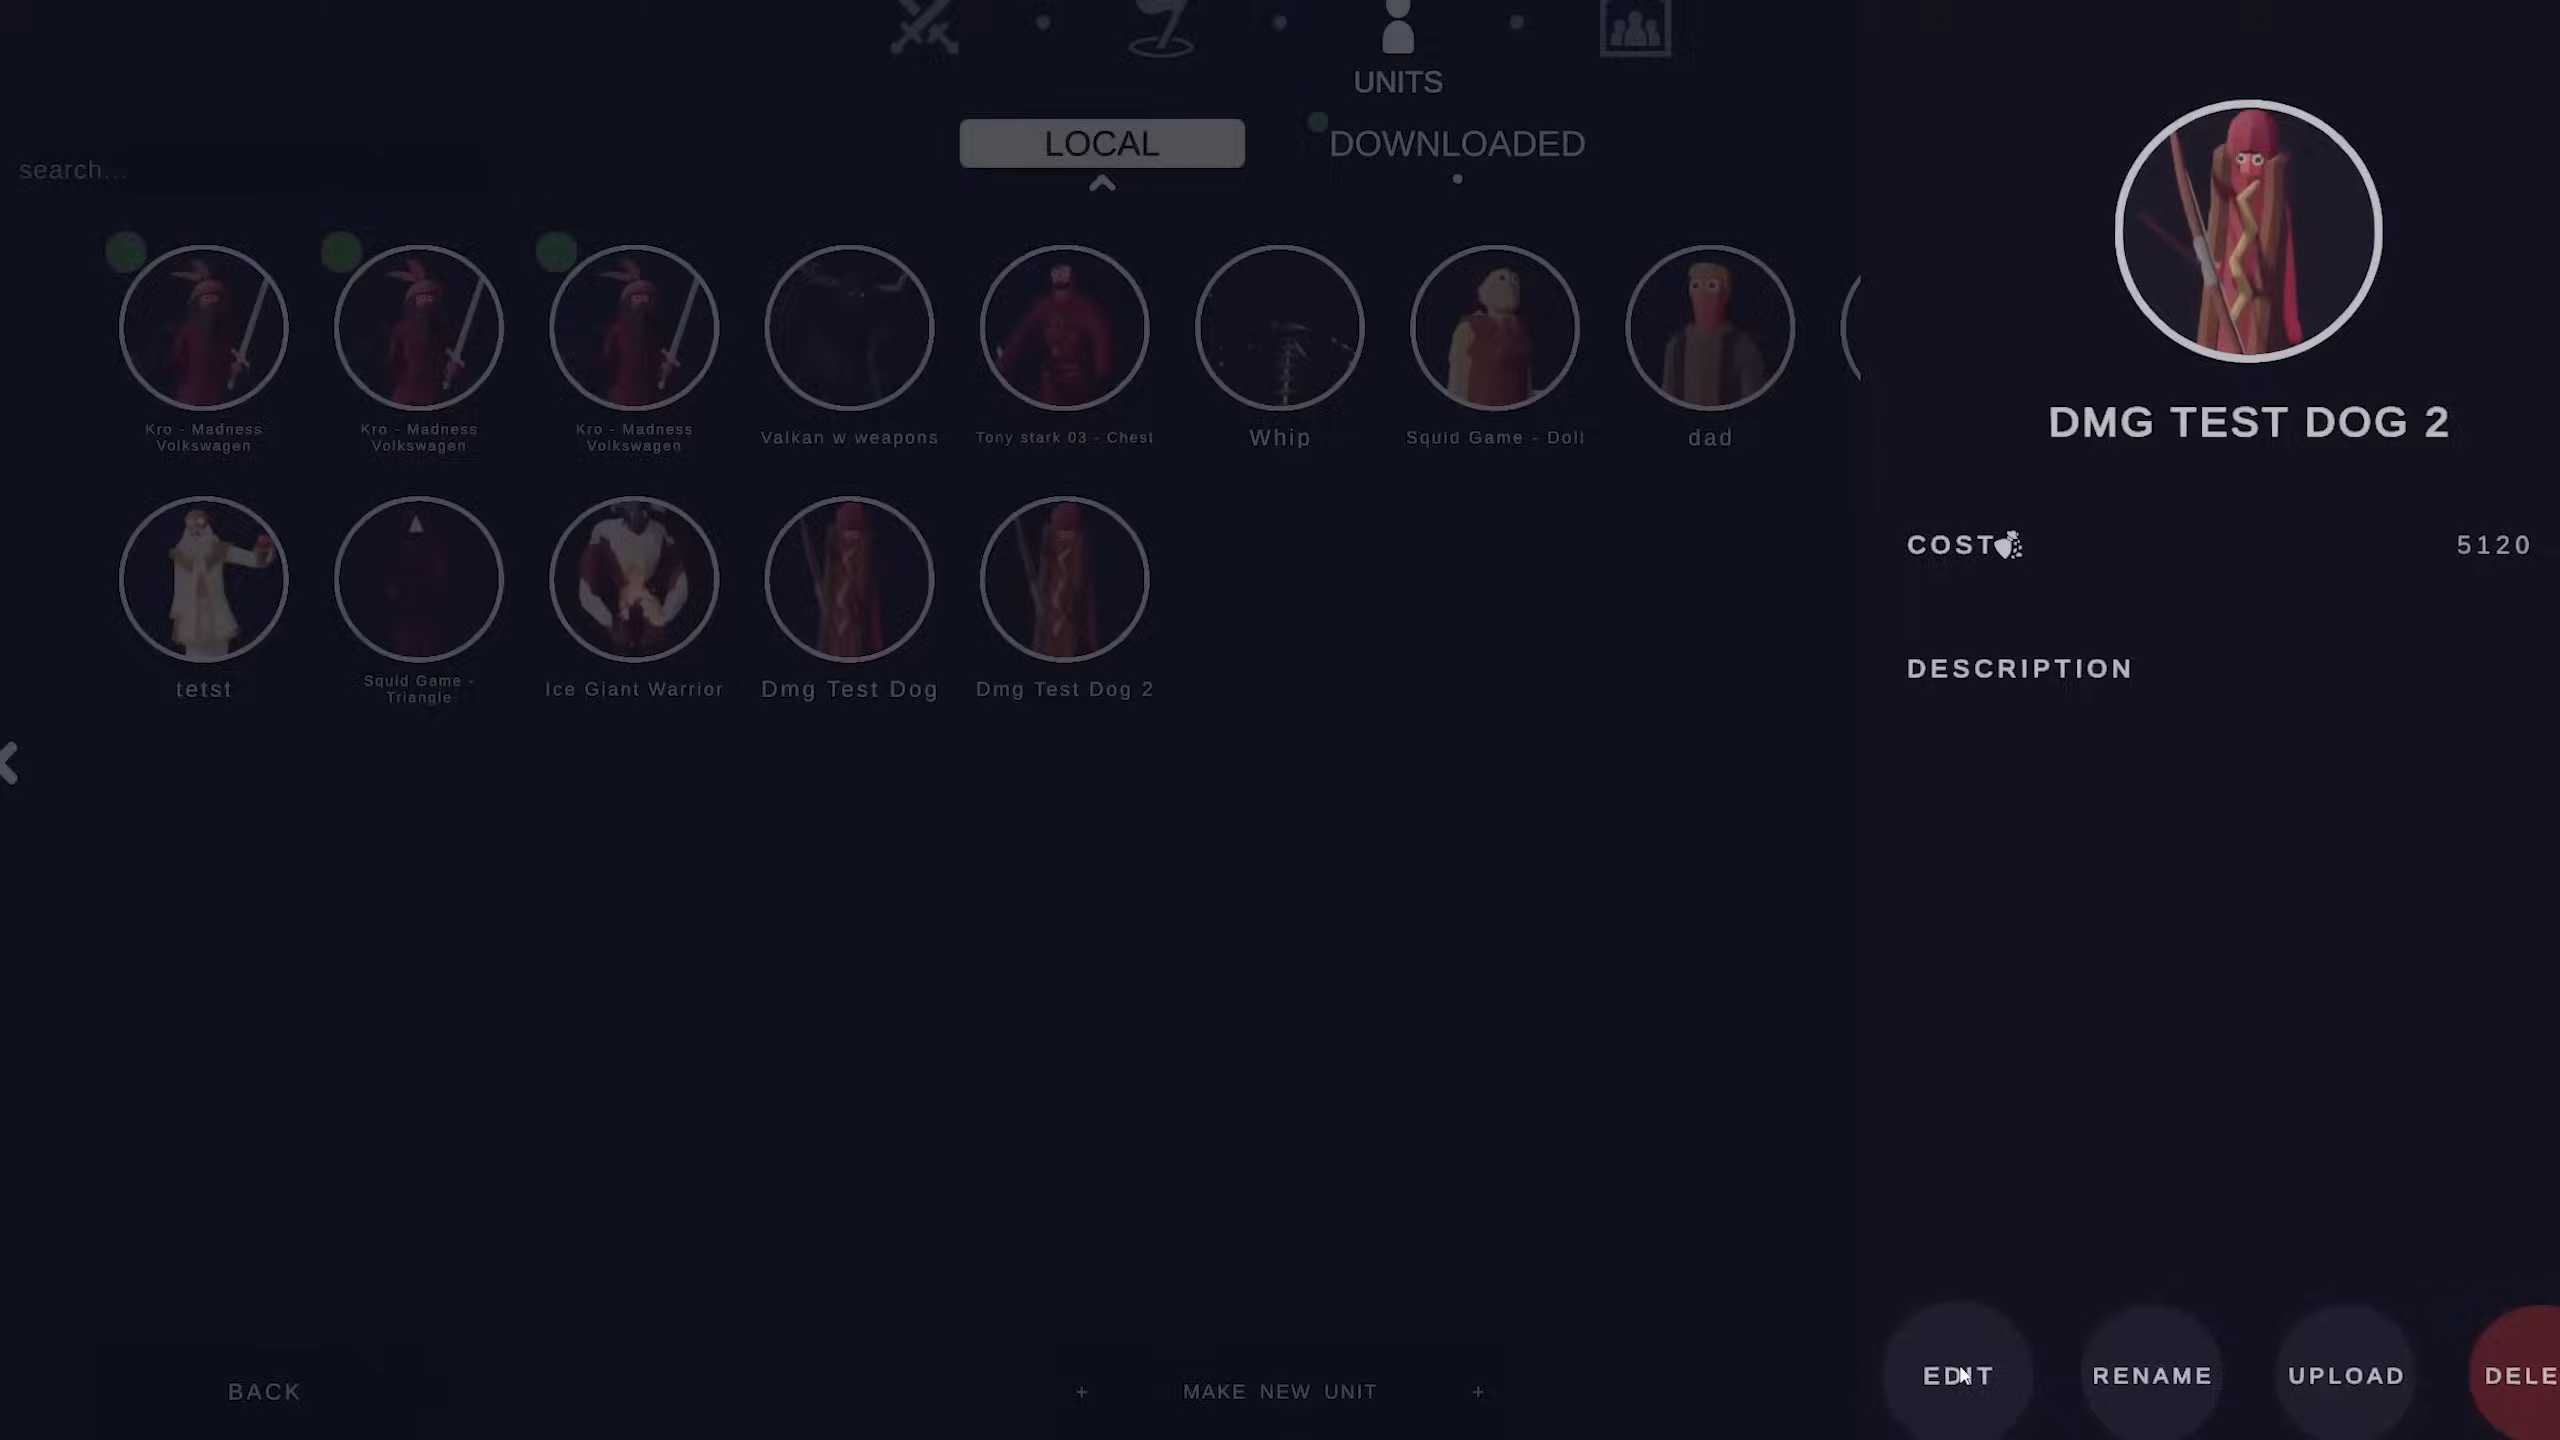 UNITS
LOCAL
DOWNLOADED
search...
Kro - Madness
Volkswagen
Kro - Madness
Volkswagen
Kro - Madness
Volkswagen
Valkan w weapons
Tony stark 03 - Chest
Whip
Squid Game - Doll
dad
tetst
Squid Game -
Triangle
Ice Giant Warrior
Dmg Test Dog
Dmg Test Dog 2
BACK
+ MAKE NEW UNIT +
DMG TEST DOG 2
COST 5120
DESCRIPTION
EDIT
RENAME
UPLOAD
DELE